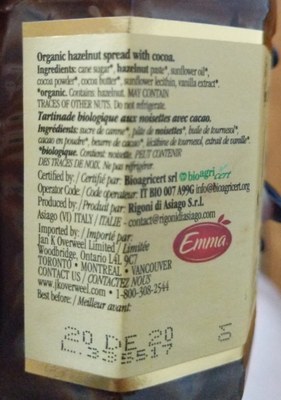 Organic hazelnut spread with cocoa.
Ingredients: cane sugar*, hazelnut paste*, sunflower oil*,
cocoa powder*, cocoa butter*, sunflower lecithin, vanilla extract*
*organic. Contains: hazelnut. MAY CONTAIN
TRACES OF OTHER NUTS. Do not refrigerate.
Tartinade biologique aux noisettes avec cacao.
Ingrédients: sucre de canne*, pâte de noisettes*, huile de tournesol*,
cacao en poudre*, beurre de cacao*, lécithine de tournesol, extrait de vanille*
*biologique. Contient: noisette. PEUT CONTENIR
DES TRACES DE NOIX. Ne pas réfrigérer.
Certified by: / Certifié par: Bioagricert srl bioagri cert
Operator Code / Code opérateur: IT BIO 007 A99G info@Bioagricert.org
Produced by: / Produit par: Rigoni di Asiago S.r.l.
Asiago (VI) ITALY / ITALIE - contact@rigonidiasiago.com
Imported by: / Importé par:
Jan K Overweel Limited / Limitée
Woodbridge, Ontario L4L 9C7
TORONTO • MONTREAL • VANCOUVER
CONTACT US / CONTACTEZ NOUS
www.jkoverweel.com • 1-800-308-2544
Best before: / Meilleur avant:
Emma
20 DE 20
L.335517
01